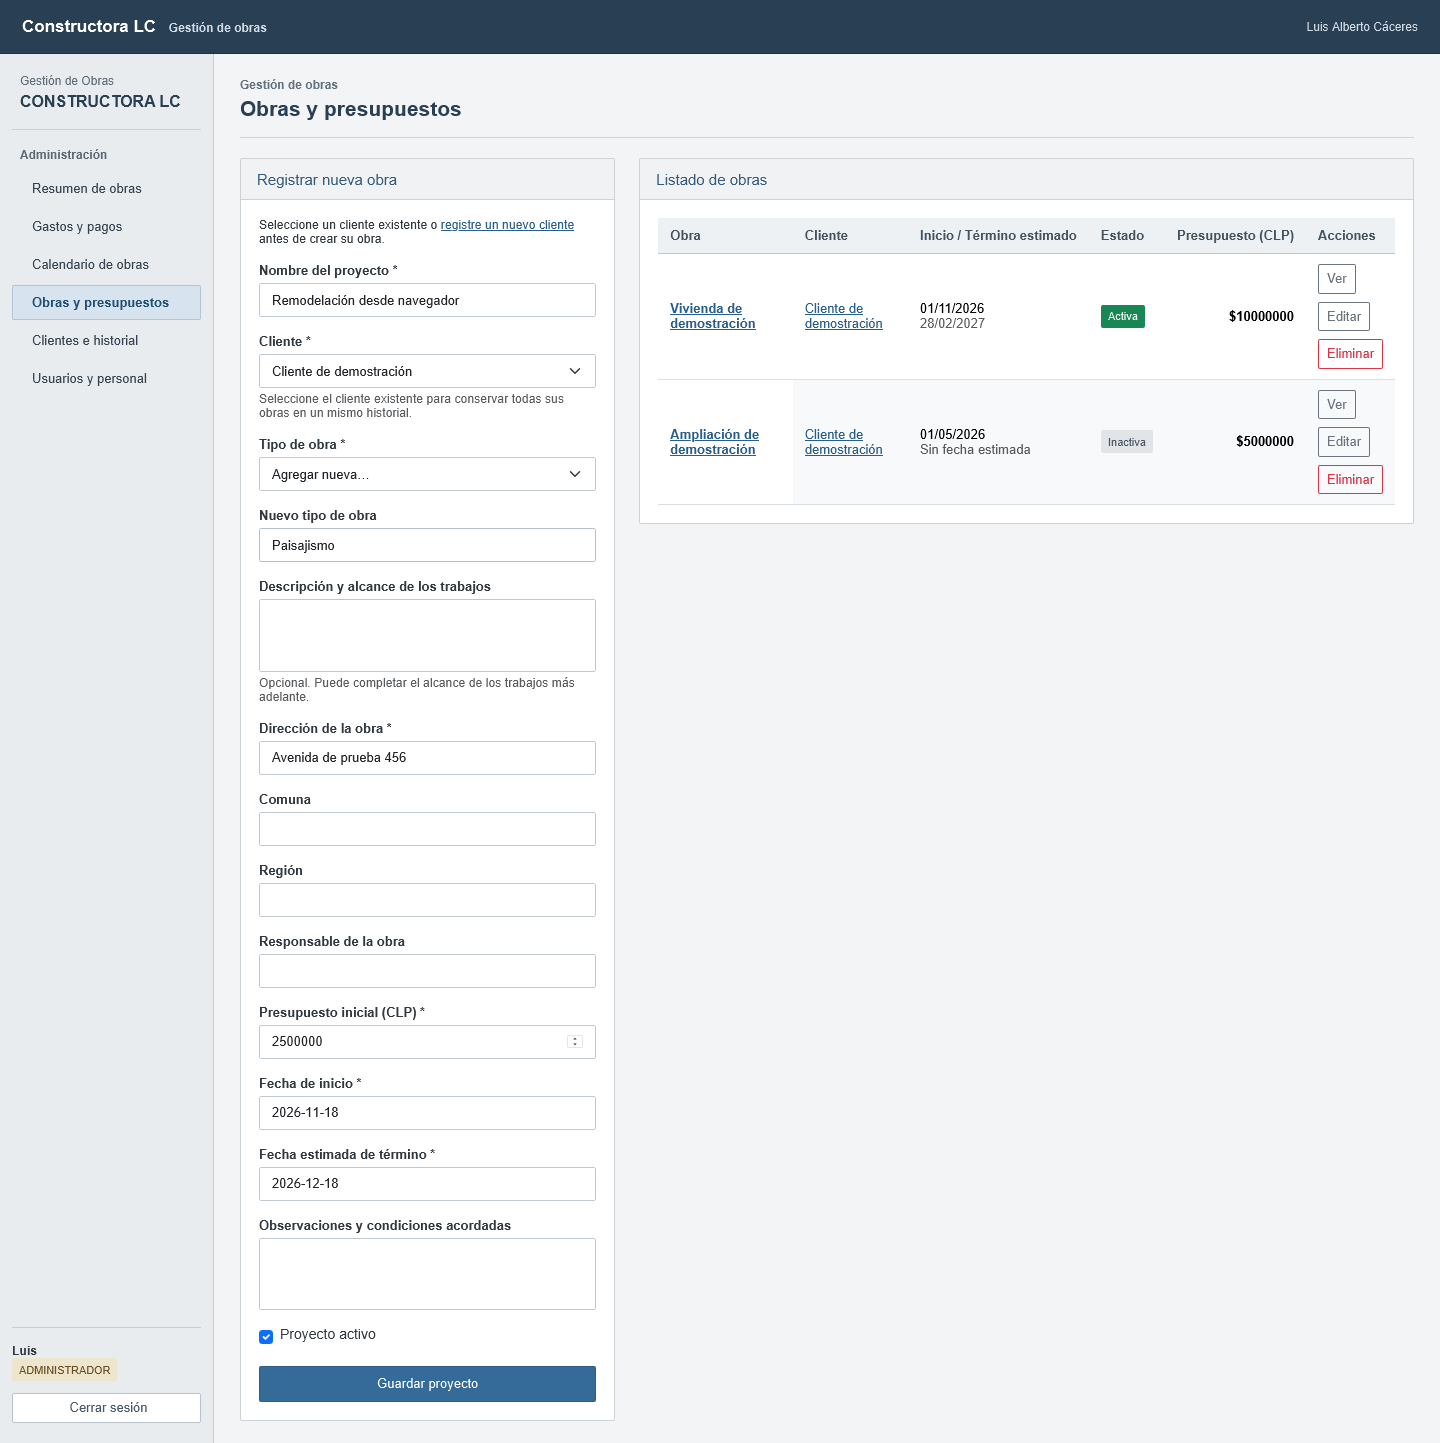 Constructora LC Gestión de obras Luis Alberto Cáceres
Gestión de Obras
CONSTRUCTORA LC
Administración
Resumen de obras
Gastos y pagos
Calendario de obras
Obras y presupuestos
Clientes e historial
Usuarios y personal
Luis
ADMINISTRADOR
Cerrar sesión
Gestión de obras
Obras y presupuestos
Registrar nueva obra
Seleccione un cliente existente o registre un nuevo cliente
antes de crear su obra.
Nombre del proyecto *
Remodelación desde navegador
Cliente *
Cliente de demostración
Seleccione el cliente existente para conservar todas sus
obras en un mismo historial.
Tipo de obra *
Agregar nueva...
Nuevo tipo de obra
Paisajismo
Descripción y alcance de los trabajos
Opcional. Puede completar el alcance de los trabajos más
adelante.
Dirección de la obra *
Avenida de prueba 456
Comuna
Región
Responsable de la obra
Presupuesto inicial (CLP) *
2500000
Fecha de inicio *
2026-11-18
Fecha estimada de término *
2026-12-18
Observaciones y condiciones acordadas
Proyecto activo
Guardar proyecto
Listado de obras
Obra Cliente Inicio / Término estimado Estado Presupuesto (CLP) Acciones
Vivienda de
demostración
Cliente de
demostración
01/11/2026
28/02/2027
Activa
$10000000
Ver
Editar
Eliminar
Ampliación de
demostración
Cliente de
demostración
01/05/2026
Sin fecha estimada
Inactiva
$5000000
Ver
Editar
Eliminar